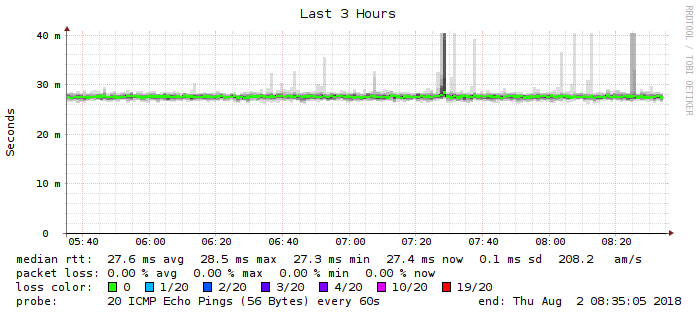 Last 3 Hours
RRDTOOL / TOBI OETIKER
Seconds
40 m
30 m
20 m
10 m
0
05:40 06:00 06:20 06:40 07:00 07:20 07:40 08:00 08:20
median rtt: 27.6 ms avg 28.5 ms max 27.3 ms min 27.4 ms now 0.1 ms sd 208.2 am/s
packet loss: 0.00 % avg 0.00 % max 0.00 % min 0.00 % now
loss color: 0 1/20 2/20 3/20 4/20 10/20 19/20
probe: 20 ICMP Echo Pings (56 Bytes) every 60s end: Thu Aug 2 08:35:05 2018